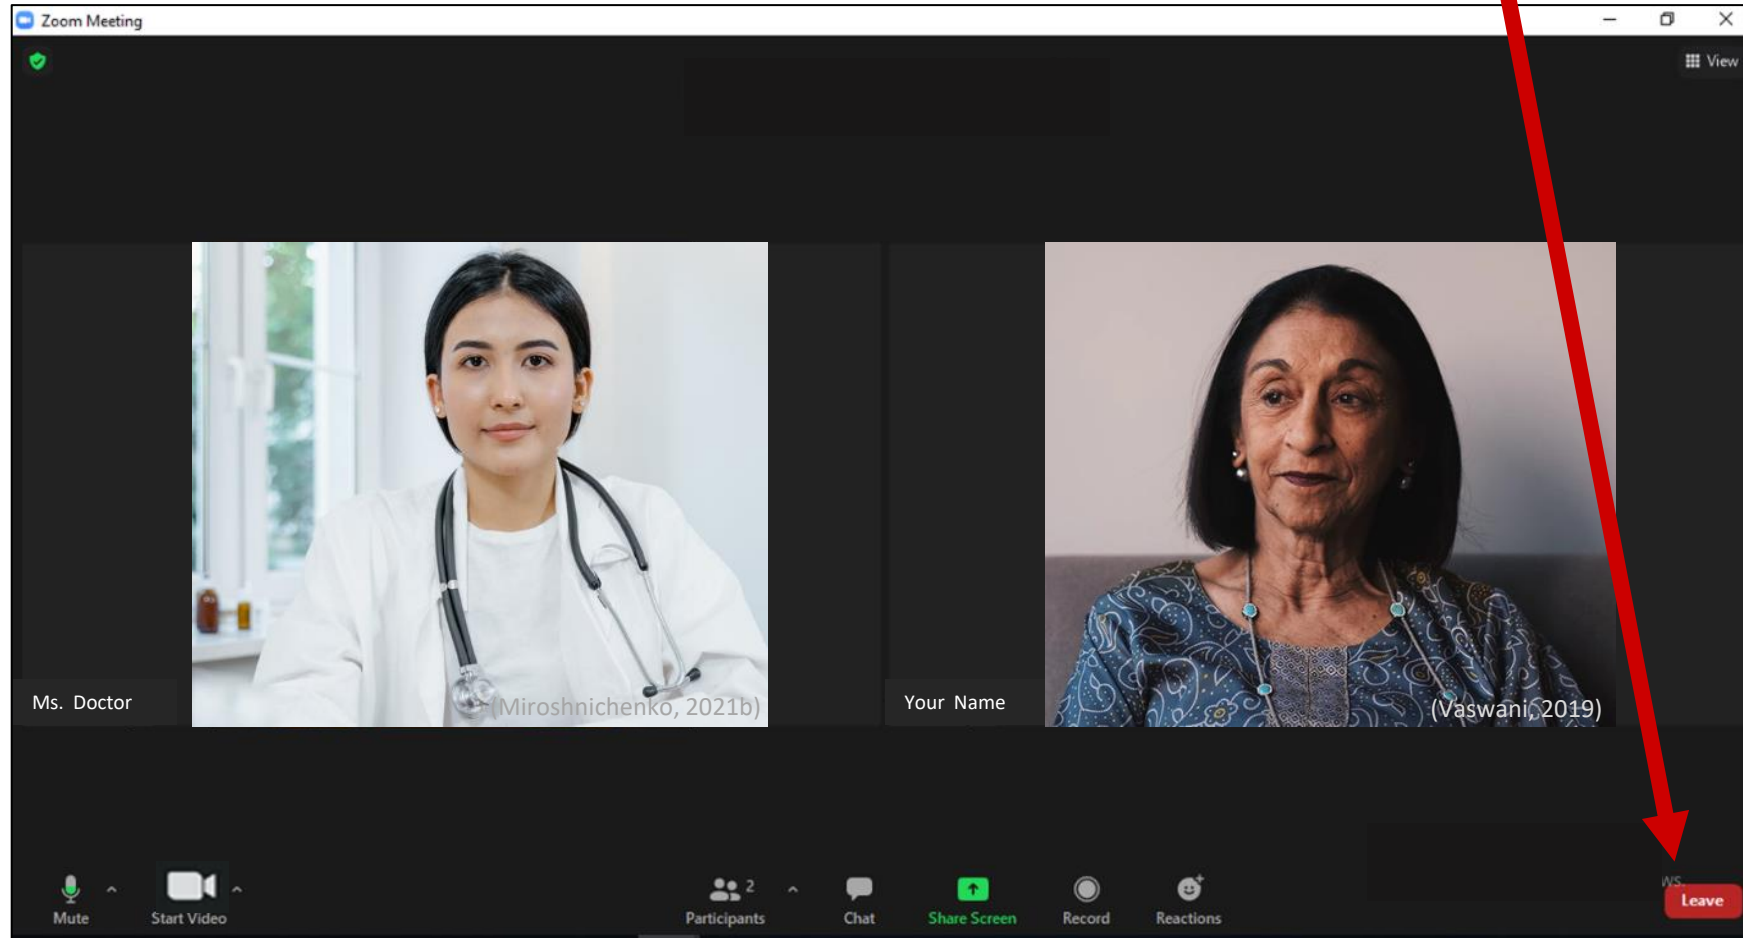 Zoom Meeting
View
Ms. Doctor
(Miroshnichenko, 2021b)
Your Name
(Vaswani, 2019)
Mute
Start Video
2
Participants
Chat
Share Screen
Record
Reactions
ws.
Leave